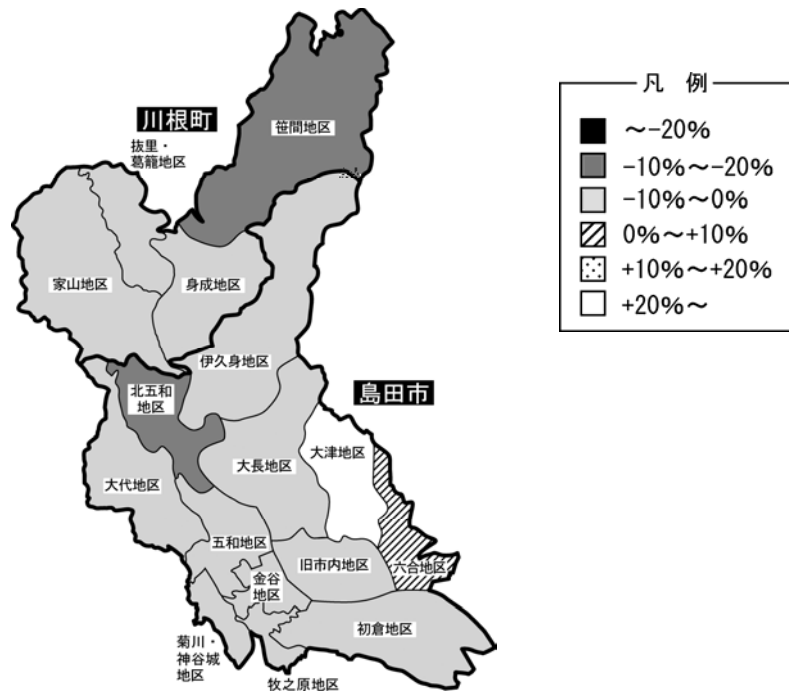 川根町
笹間地区
抜里・
葛籠地区
家山地区
身成地区
伊久身地区
北五和
地区
島田市
大代地区
大長地区
大津地区
五和地区
旧市内地区
六合地区
金谷
地区
初倉地区
菊川・
神谷城
地区
牧之原地区
凡 例
～-20%
-10%～-20%
-10%～0%
0%～+10%
+10%～+20%
+20%～